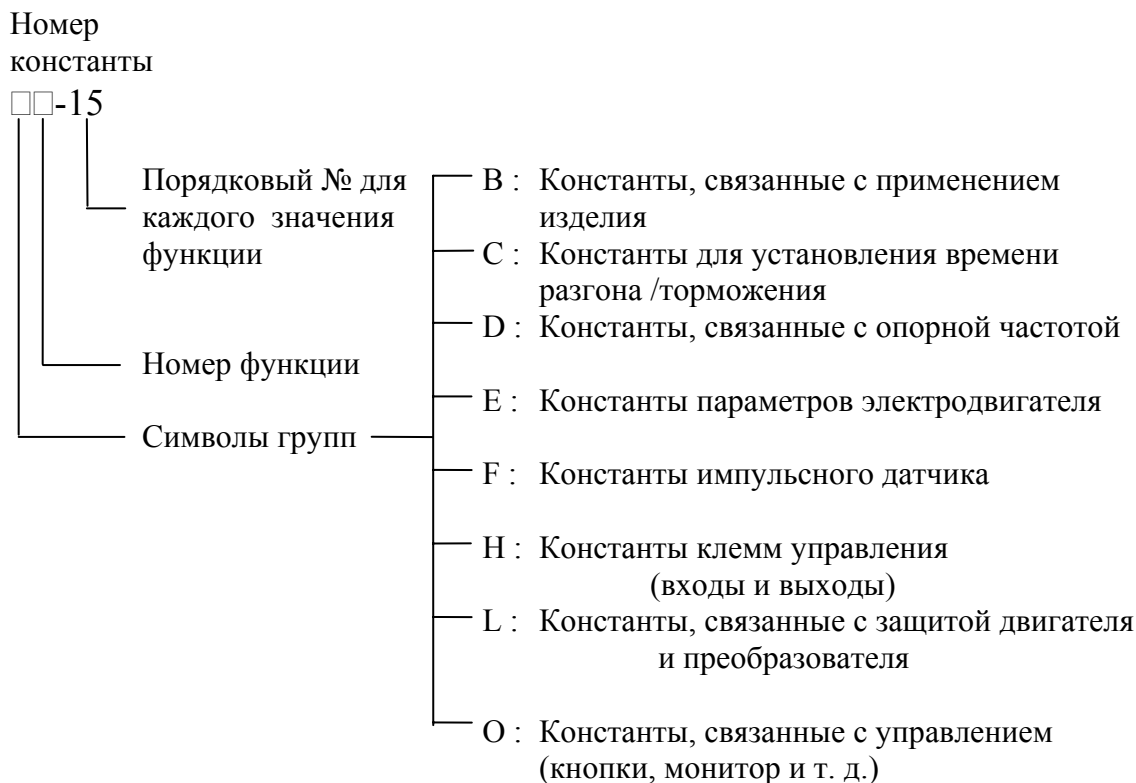 Номер
константы
□□-15
Порядковый № для
каждого значения
функции
Номер функции
Символы групп
B : Константы, связанные с применением
изделия
C : Константы для установления времени
разгона /торможения
D : Константы, связанные с опорной частотой
E : Константы параметров электродвигателя
F : Константы импульсного датчика
H : Константы клемм управления
(входы и выходы)
L : Константы, связанные с защитой двигателя
и преобразователя
O : Константы, связанные с управлением
(кнопки, монитор и т. д.)